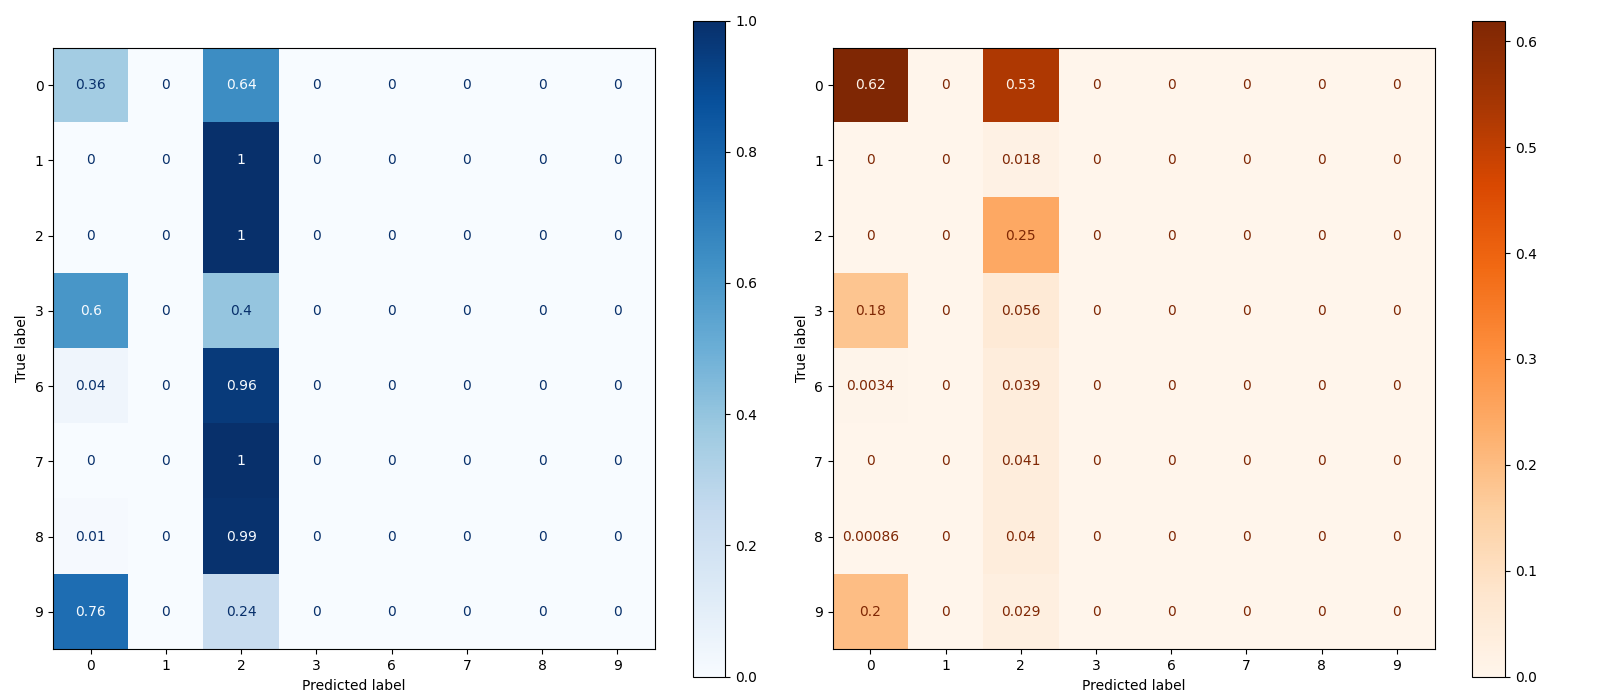 1.0
0.6
0 0.36 0 0.64 0 0 0 0 0
0 0.62 0 0.53 0 0 0 0 0
0.5
0.8
1 0 0 1 0 0 0 0 0
1 0 0 0.018 0 0 0 0 0
2 0 0 1 0 0 0 0 0
2 0 0 0.25 0 0 0 0 0
0.4
0.6
3 0.6 0 0.4 0 0 0 0 0
3 0.18 0 0.056 0 0 0 0 0
True label
True label
0.3
6 0.04 0 0.96 0 0 0 0 0
6 0.0034 0 0.039 0 0 0 0 0
0.4
7 0 0 1 0 0 0 0 0
7 0 0 0.041 0 0 0 0 0
0.2
8 0.01 0 0.99 0 0 0 0 0
8 0.00086 0 0.04 0 0 0 0 0
0.2
0.1
9 0.76 0 0.24 0 0 0 0 0
9 0.2 0 0.029 0 0 0 0 0
0.0
0.0
0 1 2 3 6 7 8 9
0 1 2 3 6 7 8 9
Predicted label
Predicted label